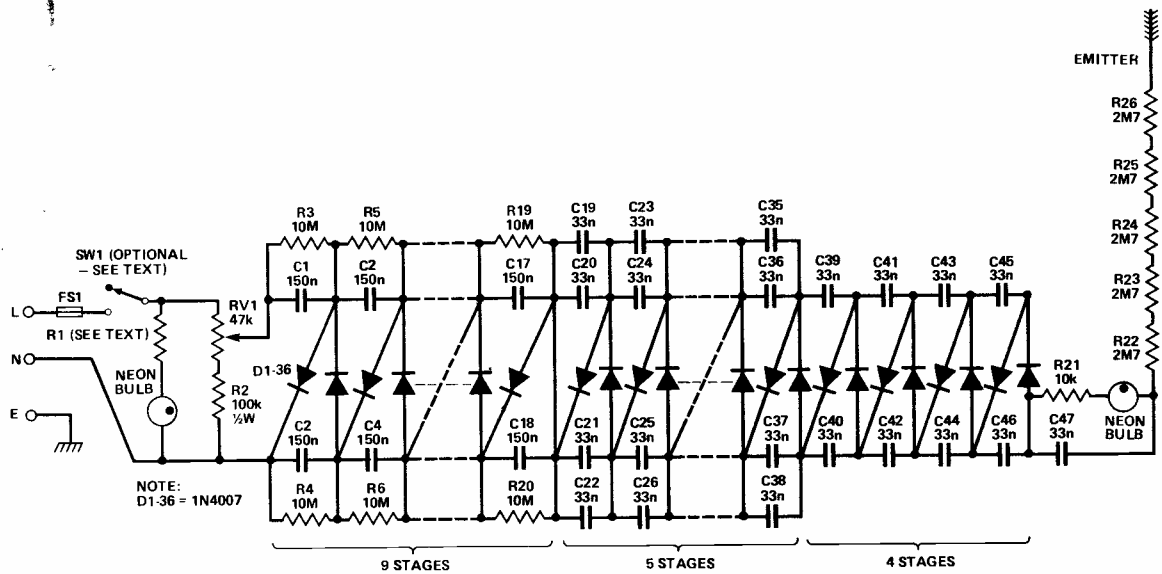 EMITTER
R26
2M7
R25
2M7
R24
2M7
R23
2M7
R22
2M7
R3
10M
R5
10M
R19
10M
C19
33n
C23
33n
C35
33n
SW1 (OPTIONAL
– SEE TEXT)
FS1
L
R1 (SEE TEXT)
RV1
47k
C1
150n
C2
150n
C17
150n
C20
33n
C24
33n
C36
33n
C39
33n
C41
33n
C43
33n
C45
33n
N
NEON
BULB
R2
100k
½W
D1-36
R21
10k
NEON
BULB
E
C2
150n
C4
150n
C18
150n
C21
33n
C25
33n
C37
33n
C40
33n
C42
33n
C44
33n
C46
33n
C47
33n
NOTE:
D1-36 = 1N4007
R4
10M
R6
10M
R20
10M
C22
33n
C26
33n
C38
33n
9 STAGES
5 STAGES
4 STAGES